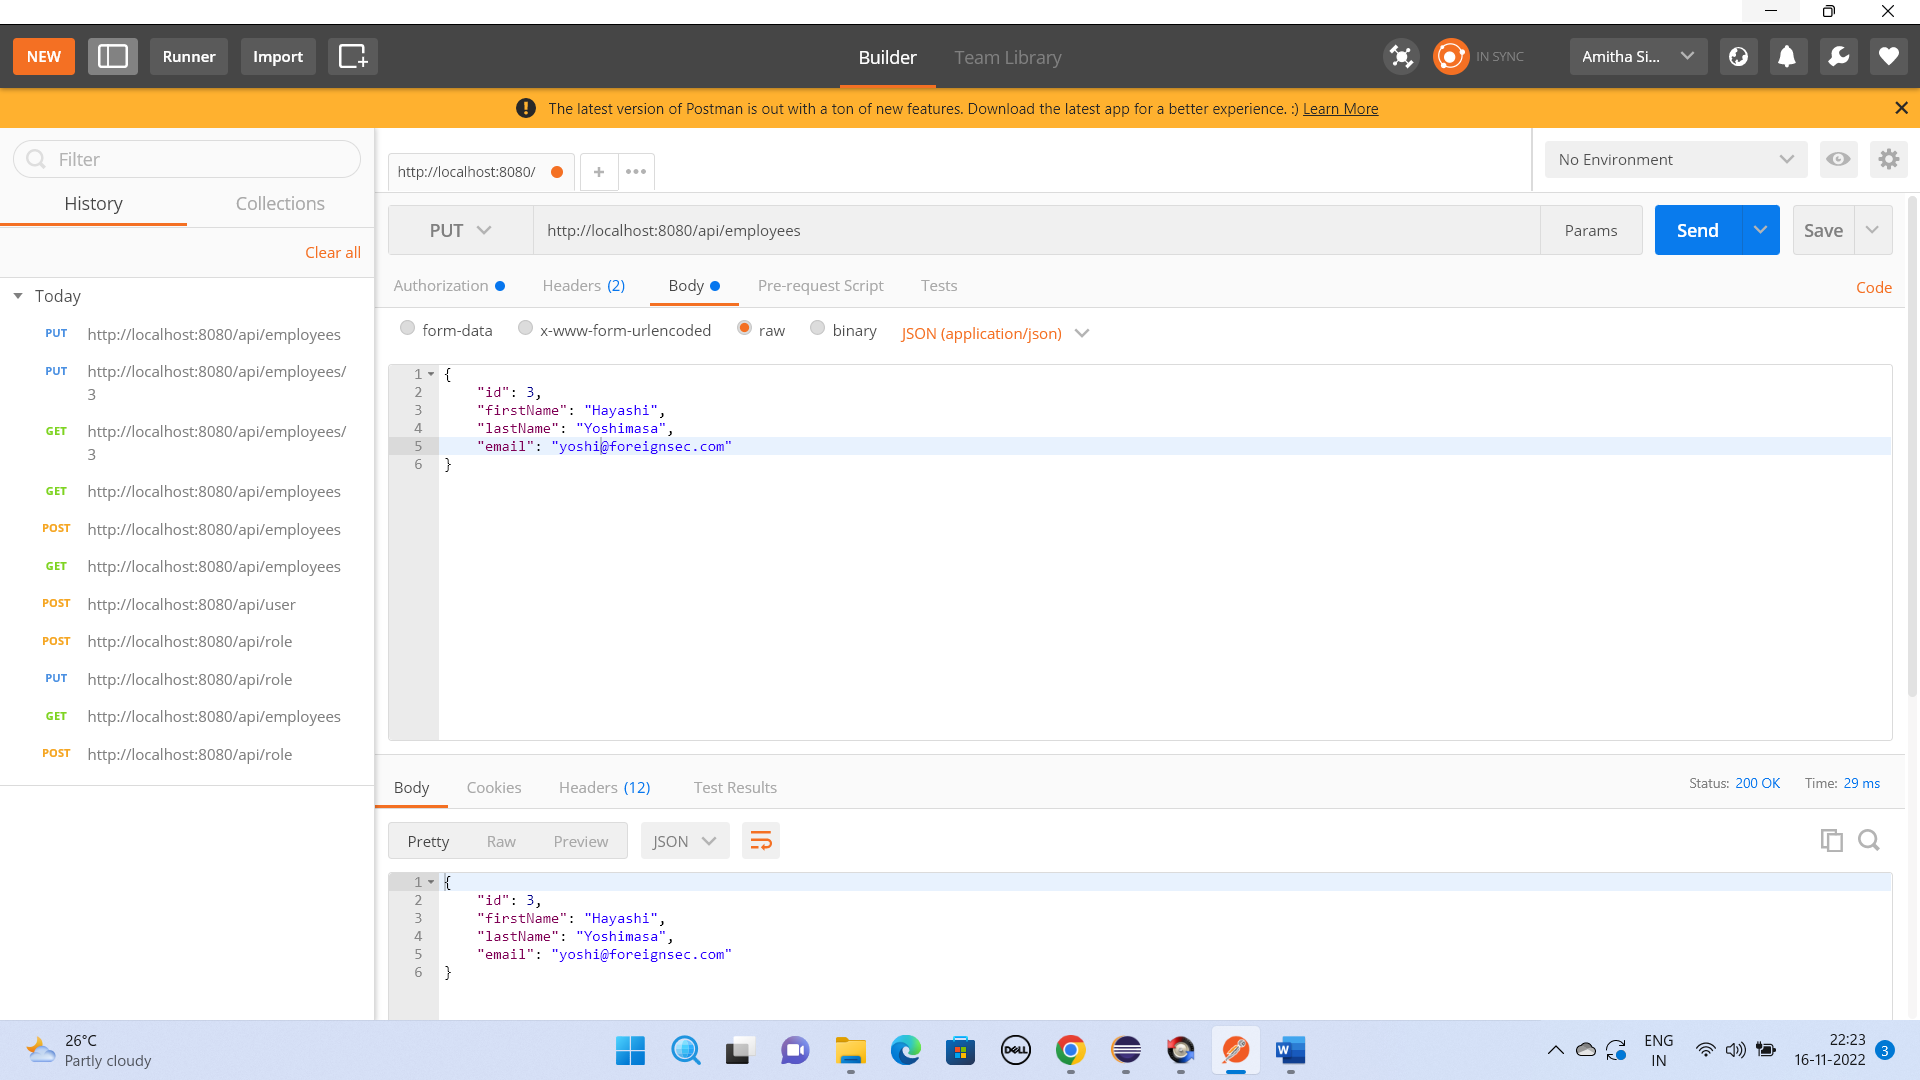 NEW
Runner
Import
Builder
Team Library
IN SYNC
Amitha Si...
The latest version of Postman is out with a ton of new features. Download the latest app for a better experience. :) Learn More
Filter
History
Collections
Clear all
Today
PUT http://localhost:8080/api/employees
PUT http://localhost:8080/api/employees/
3
GET http://localhost:8080/api/employees/
3
GET http://localhost:8080/api/employees
POST http://localhost:8080/api/employees
GET http://localhost:8080/api/employees
POST http://localhost:8080/api/user
POST http://localhost:8080/api/role
PUT http://localhost:8080/api/role
GET http://localhost:8080/api/employees
POST http://localhost:8080/api/role
http://localhost:8080/
No Environment
PUT
http://localhost:8080/api/employees
Params
Send
Save
Authorization
Headers (2)
Body
Pre-request Script
Tests
Code
form-data
x-www-form-urlencoded
raw
binary
JSON (application/json)
1 {
2 "id": 3,
3 "firstName": "Hayashi",
4 "lastName": "Yoshimasa",
5 "email": "yoshi@foreignsec.com"
6 }
Body
Cookies
Headers (12)
Test Results
Status: 200 OK
Time: 29 ms
Pretty
Raw
Preview
JSON
1 {
2 "id": 3,
3 "firstName": "Hayashi",
4 "lastName": "Yoshimasa",
5 "email": "yoshi@foreignsec.com"
6 }
26°C
Partly cloudy
DELL
W
ENG
IN
22:23
16-11-2022
3